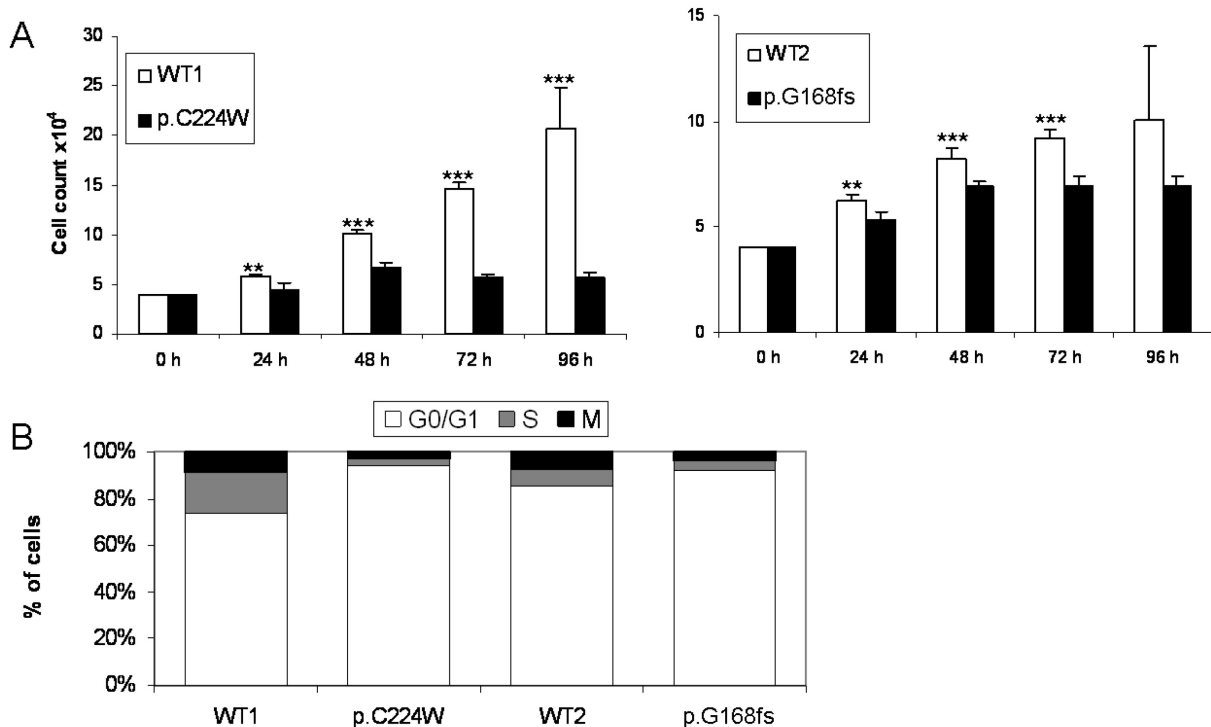 A
Cell count x10⁴
30
25
20
15
10
5
0
WT1
p.C224W
**
***
***
***
0 h
24 h
48 h
72 h
96 h
15
10
5
0
WT2
p.G168fs
**
***
***
0 h
24 h
48 h
72 h
96 h
B
G0/G1 S M
% of cells
100%
80%
60%
40%
20%
0%
WT1 p.C224W WT2 p.G168fs